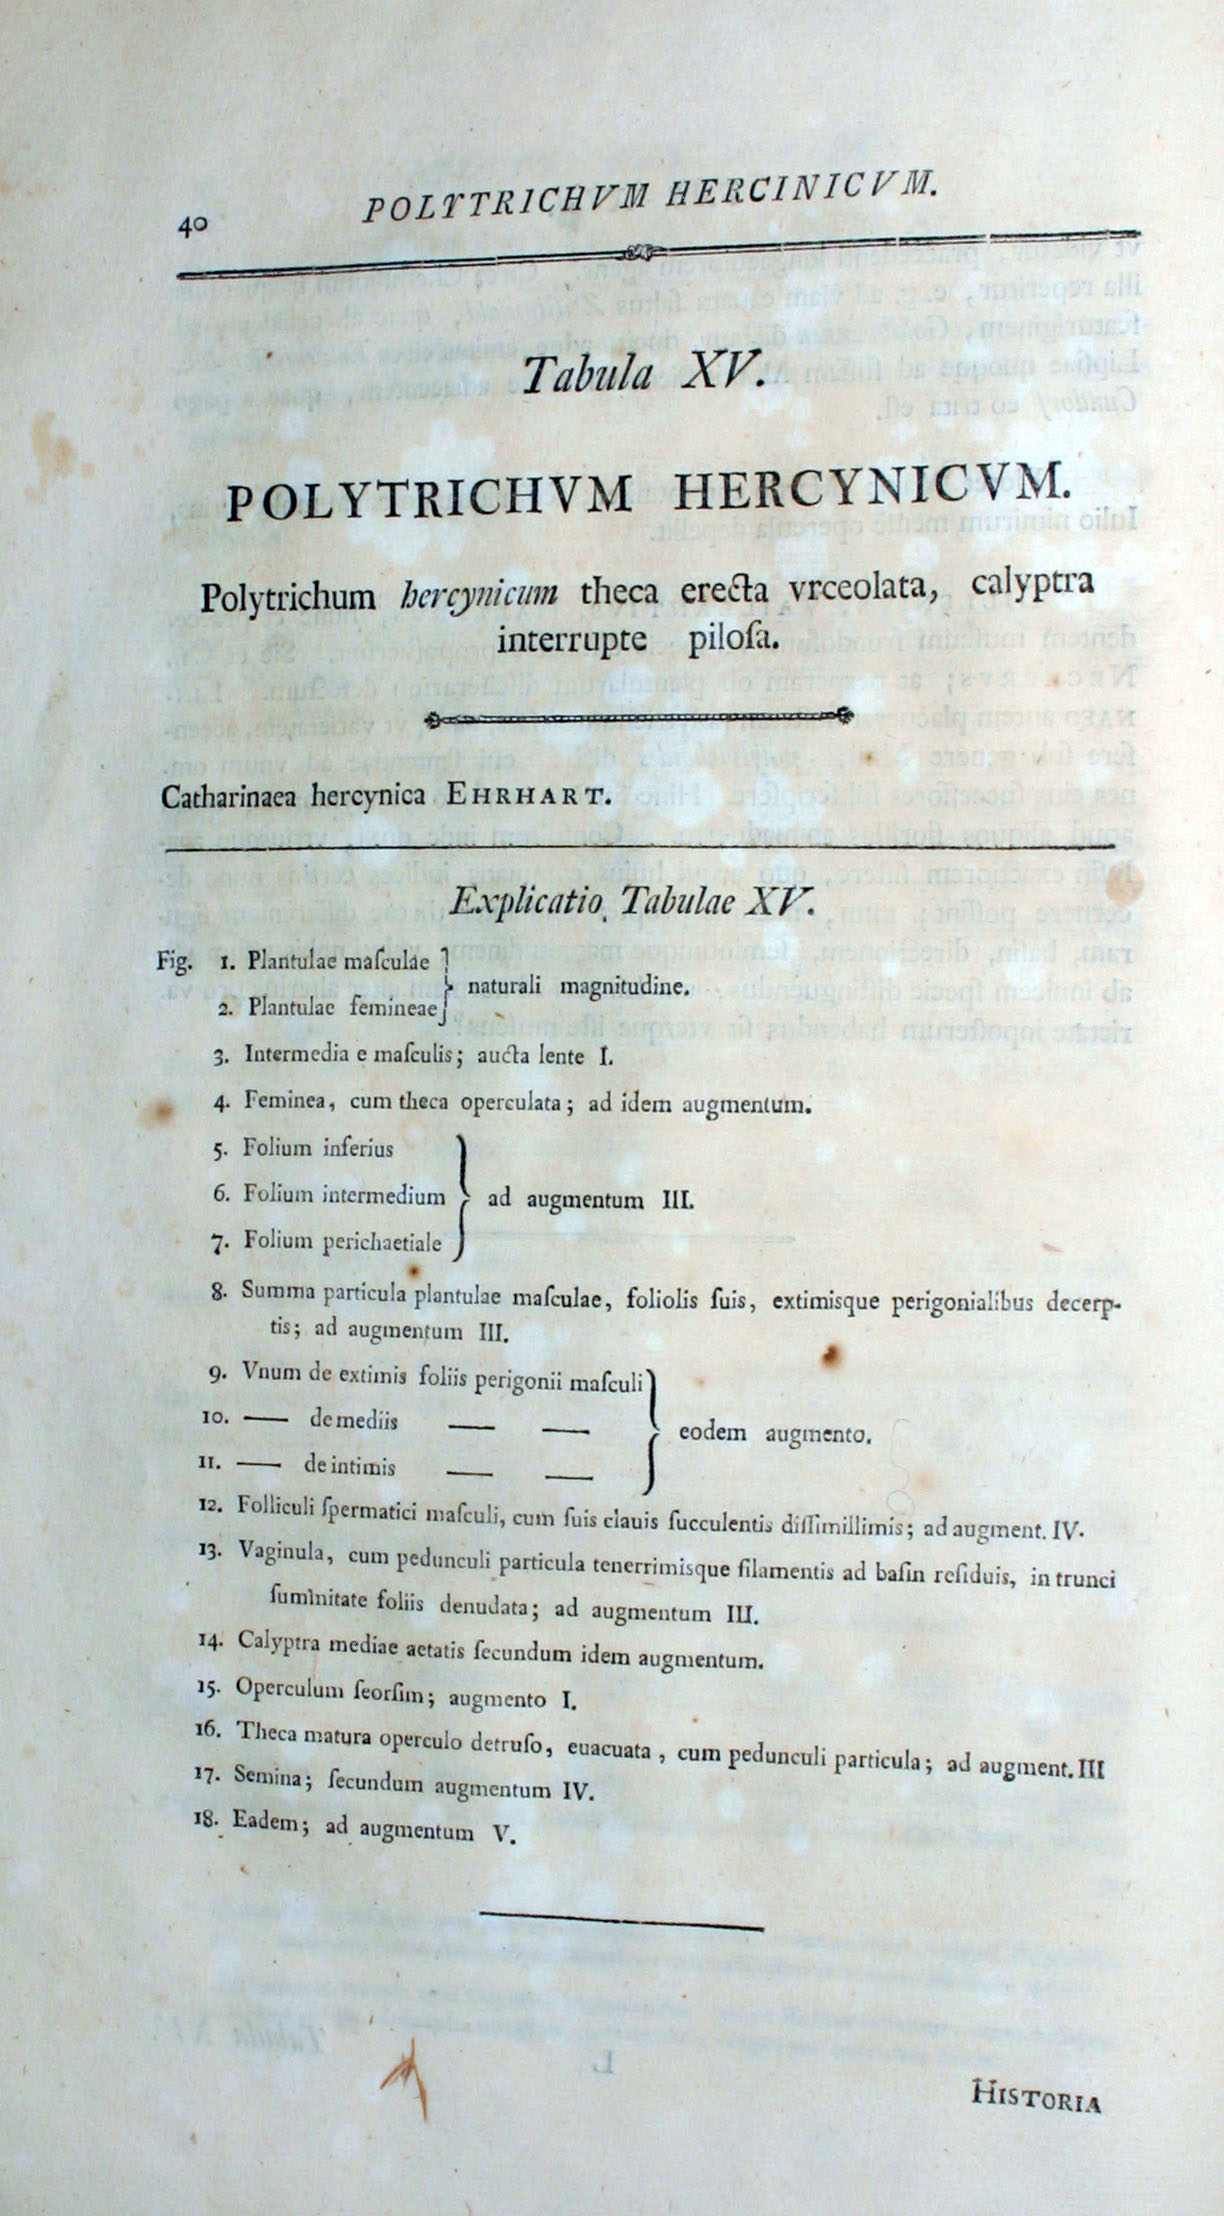 40 POLYTRICHVM HERCINICVM.
Tabula XV.
POLYTRICHVM HERCYNICVM.
Polytrichum hercynicum theca erecta vrceolata, calyptra
interrupte piloſa.
Catharinaea hercynica EHRHART.
Explicatio Tabulae XV.
Fig. 1. Plantulae maſculae
naturali magnitudine.
2. Plantulae femineae
3. Intermedia e maſculis; aucta lente I.
4. Feminea, cum theca operculata; ad idem augmentum.
5. Folium inferius
6. Folium intermedium } ad augmentum III.
7. Folium perichaetiale
8. Summa particula plantulae maſculae, foliolis ſuis, extimisque perigonialibus decerp-
tis; ad augmentum III.
9. Vnum de extimis foliis perigonii maſculi
10. — de mediis — — } eodem augmento.
11. — de intimis — —
12. Folliculi ſpermatici maſculi, cum ſuis clauis ſucculentis diſſimillimis; ad augment. IV.
13. Vaginula, cum pedunculi particula tenerrimisque filamentis ad baſin reſiduis, in trunci
ſummitate foliis denudata; ad augmentum III.
14. Calyptra mediae aetatis ſecundum idem augmentum.
15. Operculum ſeorſim; augmento I.
16. Theca matura operculo detruſo, euacuata, cum pedunculi particula; ad augment. III
17. Semina; ſecundum augmentum IV.
18. Eadem; ad augmentum V.
HISTORIA